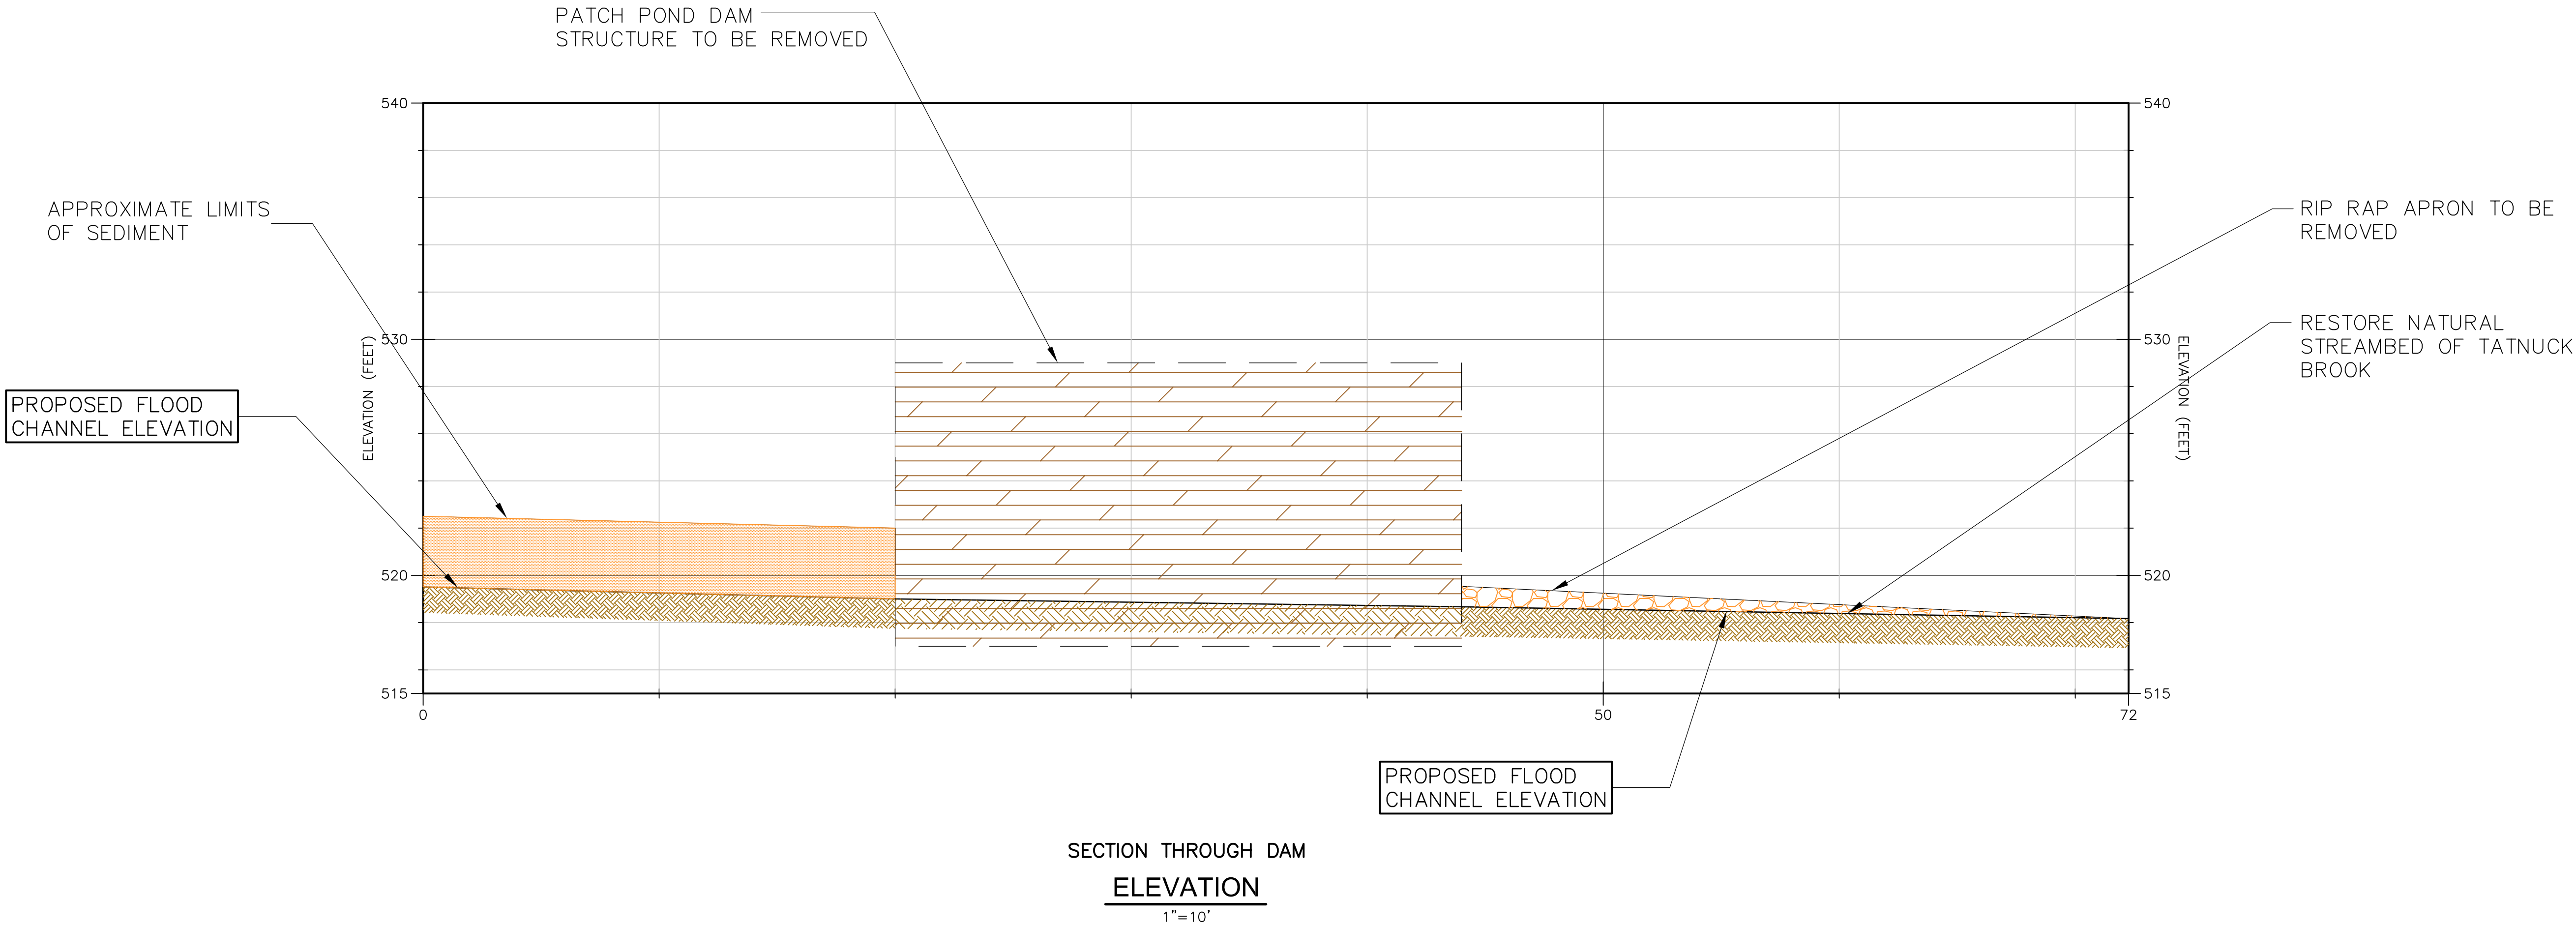 PATCH POND DAM
STRUCTURE TO BE REMOVED
540
540
APPROXIMATE LIMITS
OF SEDIMENT
RIP RAP APRON TO BE
REMOVED
RESTORE NATURAL
STREAMBED OF TATNUCK
BROOK
530
530
ELEVATION (FEET)
ELEVATION (FEET)
PROPOSED FLOOD
CHANNEL ELEVATION
520
520
515
515
0
50
72
PROPOSED FLOOD
CHANNEL ELEVATION
SECTION THROUGH DAM
ELEVATION
1"=10'